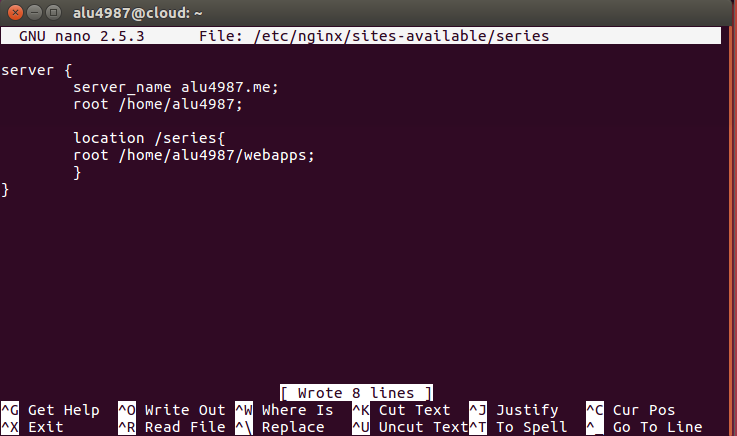 alu4987@cloud: ~
GNU nano 2.5.3 File: /etc/nginx/sites-available/series
server {
server_name alu4987.me;
root /home/alu4987;
location /series{
root /home/alu4987/webapps;
}
}
[ Wrote 8 lines ]
^G Get Help ^O Write Out ^W Where Is ^K Cut Text ^J Justify ^C Cur Pos
^X Exit ^R Read File ^\ Replace ^U Uncut Text^T To Spell ^_ Go To Line